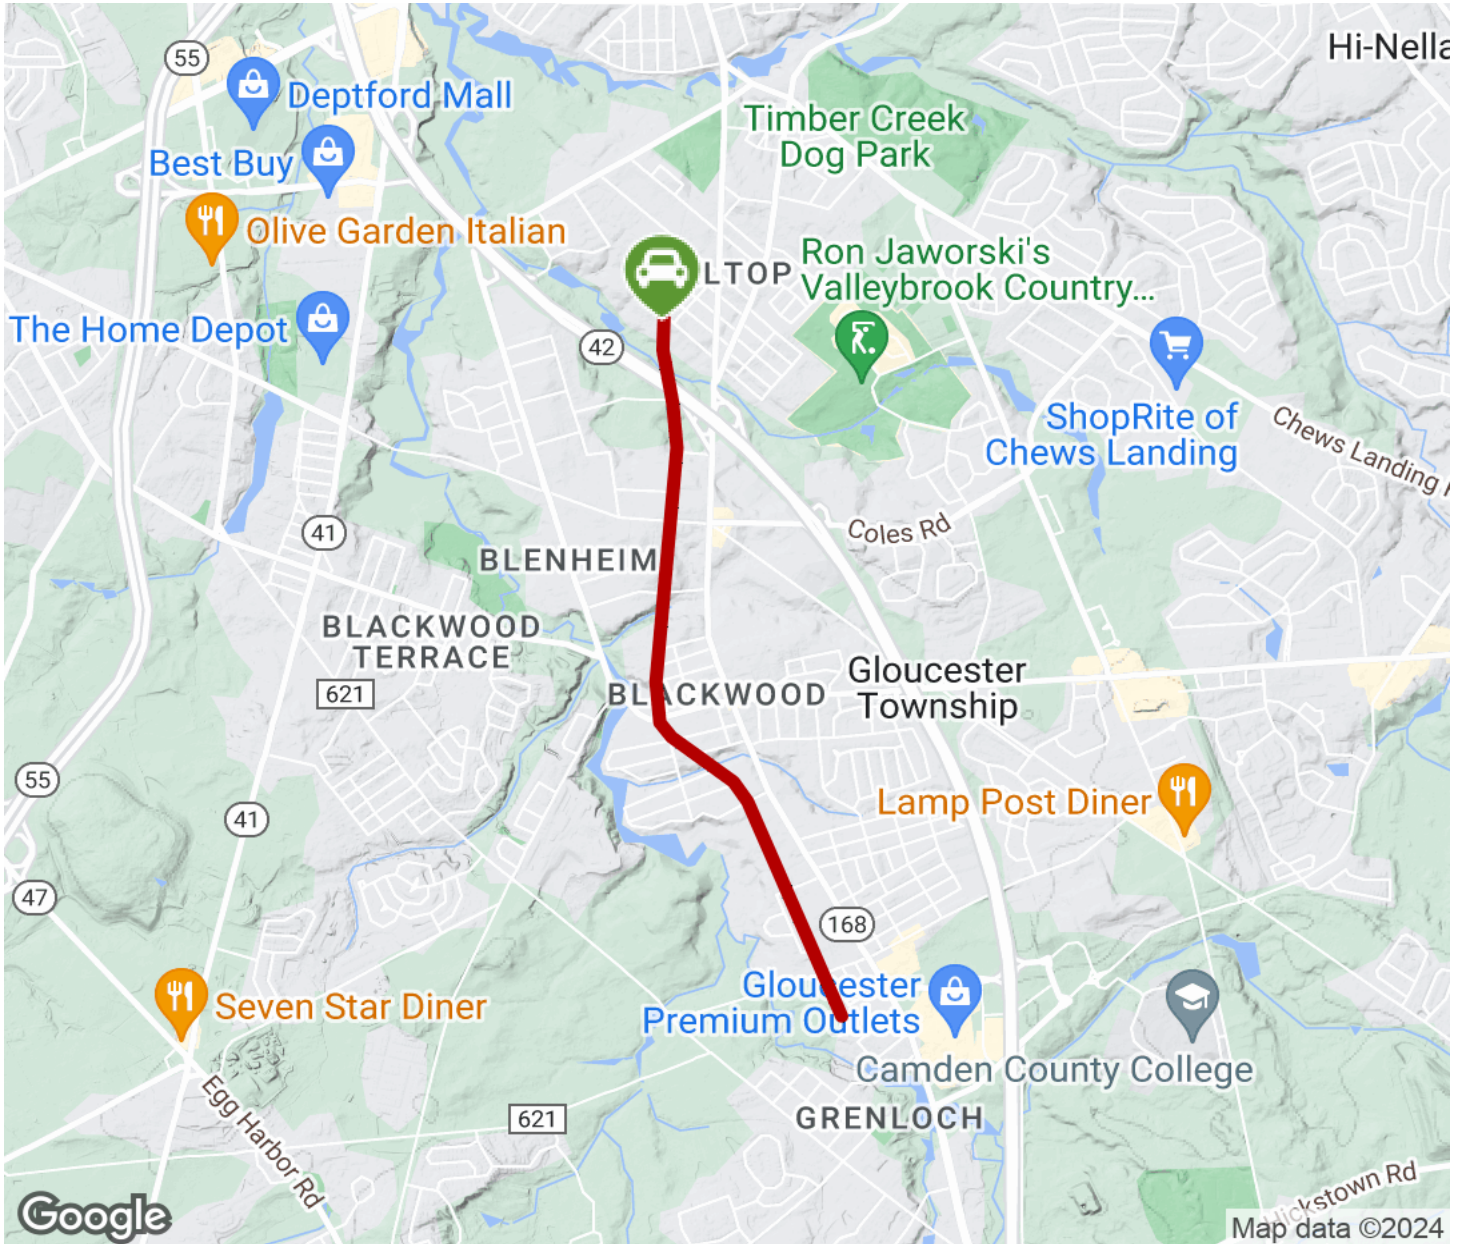 Hi-Nella
55
Deptford Mall
Timber Creek
Dog Park
Best Buy
Olive Garden Italian
Ron Jaworski's
Valleybrook Country...
LTOP
The Home Depot
42
ShopRite of
Chews Landing
Chews Landing
41
Coles Rd
BLENHEIM
BLACKWOOD
TERRACE
621
BLACKWOOD
Gloucester
Township
55
41
Lamp Post Diner
47
168
Gloucester
Premium Outlets
Seven Star Diner
Camden County College
Egg Harbor Rd
621
GRENLOCH
Hickstown Rd
Google
Map data ©2024